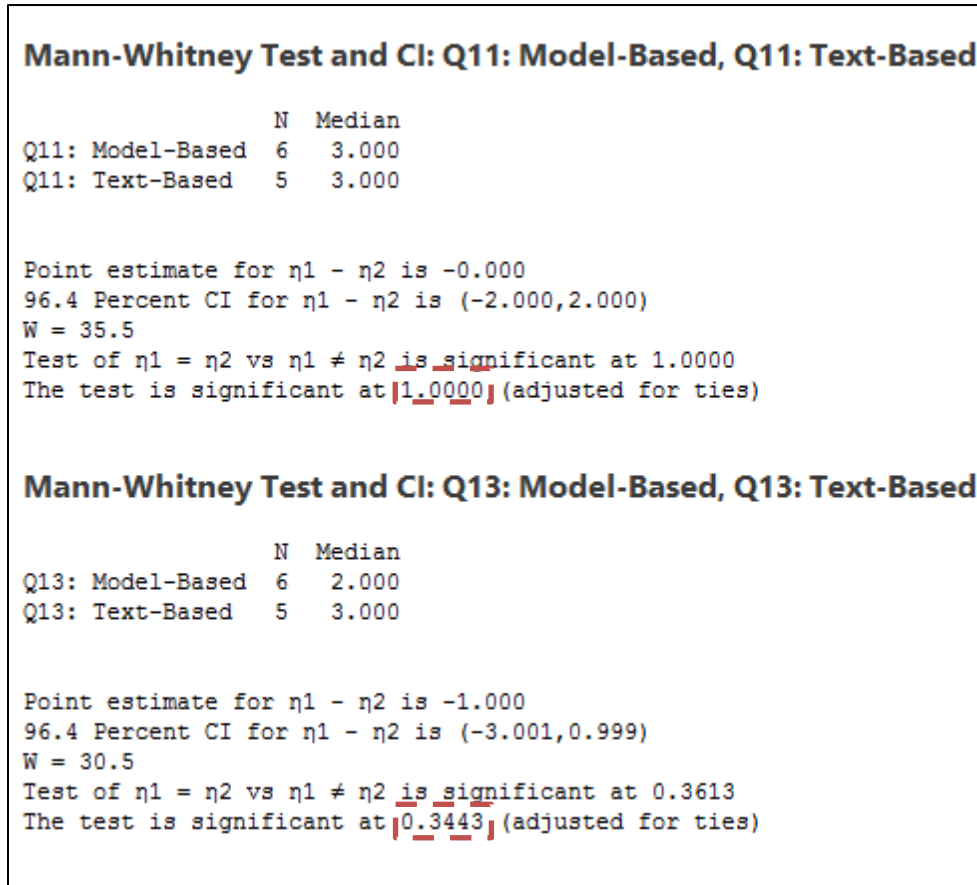 Mann-Whitney Test and CI: Q11: Model-Based, Q11: Text-Based
N Median
Q11: Model-Based 6 3.000
Q11: Text-Based 5 3.000
Point estimate for η1 - η2 is -0.000
96.4 Percent CI for η1 - η2 is (-2.000,2.000)
W = 35.5
Test of η1 = η2 vs η1 ≠ η2 is significant at 1.0000
The test is significant at 1.0000 (adjusted for ties)
Mann-Whitney Test and CI: Q13: Model-Based, Q13: Text-Based
N Median
Q13: Model-Based 6 2.000
Q13: Text-Based 5 3.000
Point estimate for η1 - η2 is -1.000
96.4 Percent CI for η1 - η2 is (-3.001,0.999)
W = 30.5
Test of η1 = η2 vs η1 ≠ η2 is significant at 0.3613
The test is significant at 0.3443 (adjusted for ties)